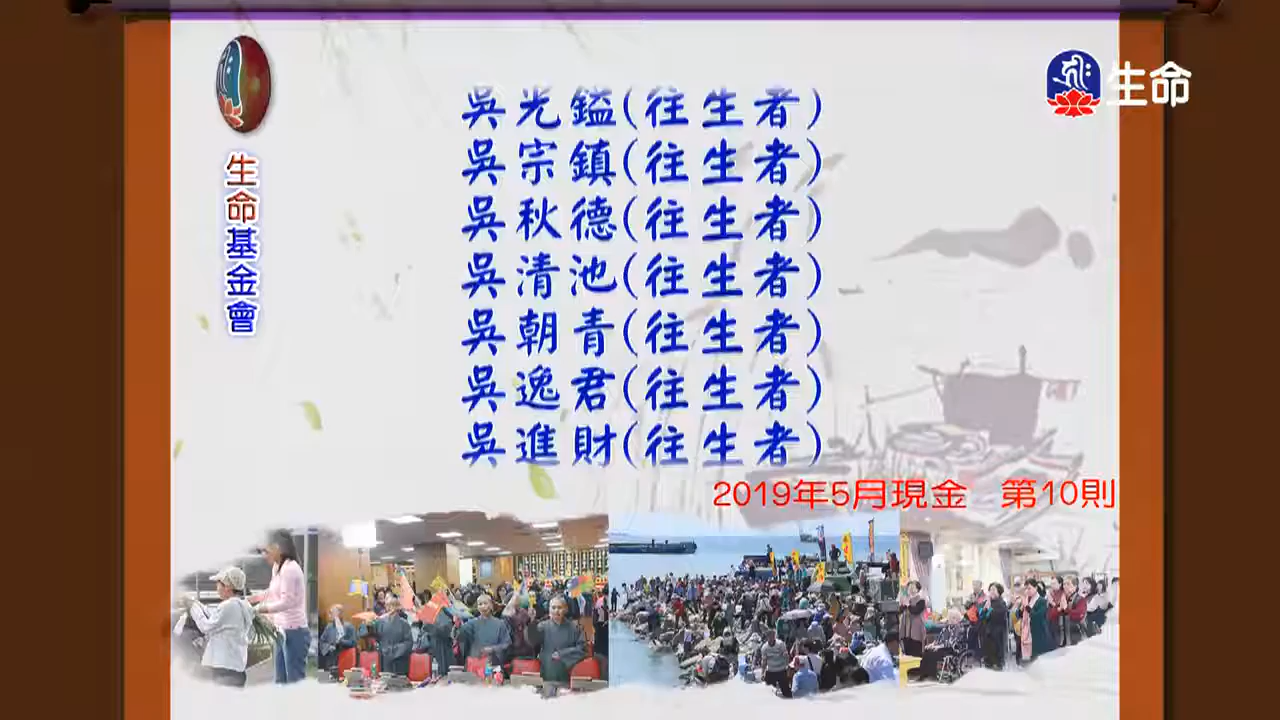 生命
生命基金會
吳光鎰(往生者)
吳宗鎮(往生者)
吳秋德(往生者)
吳清池(往生者)
吳朝青(往生者)
吳逸君(往生者)
吳進財(往生者)
2019年5月現金 第10則